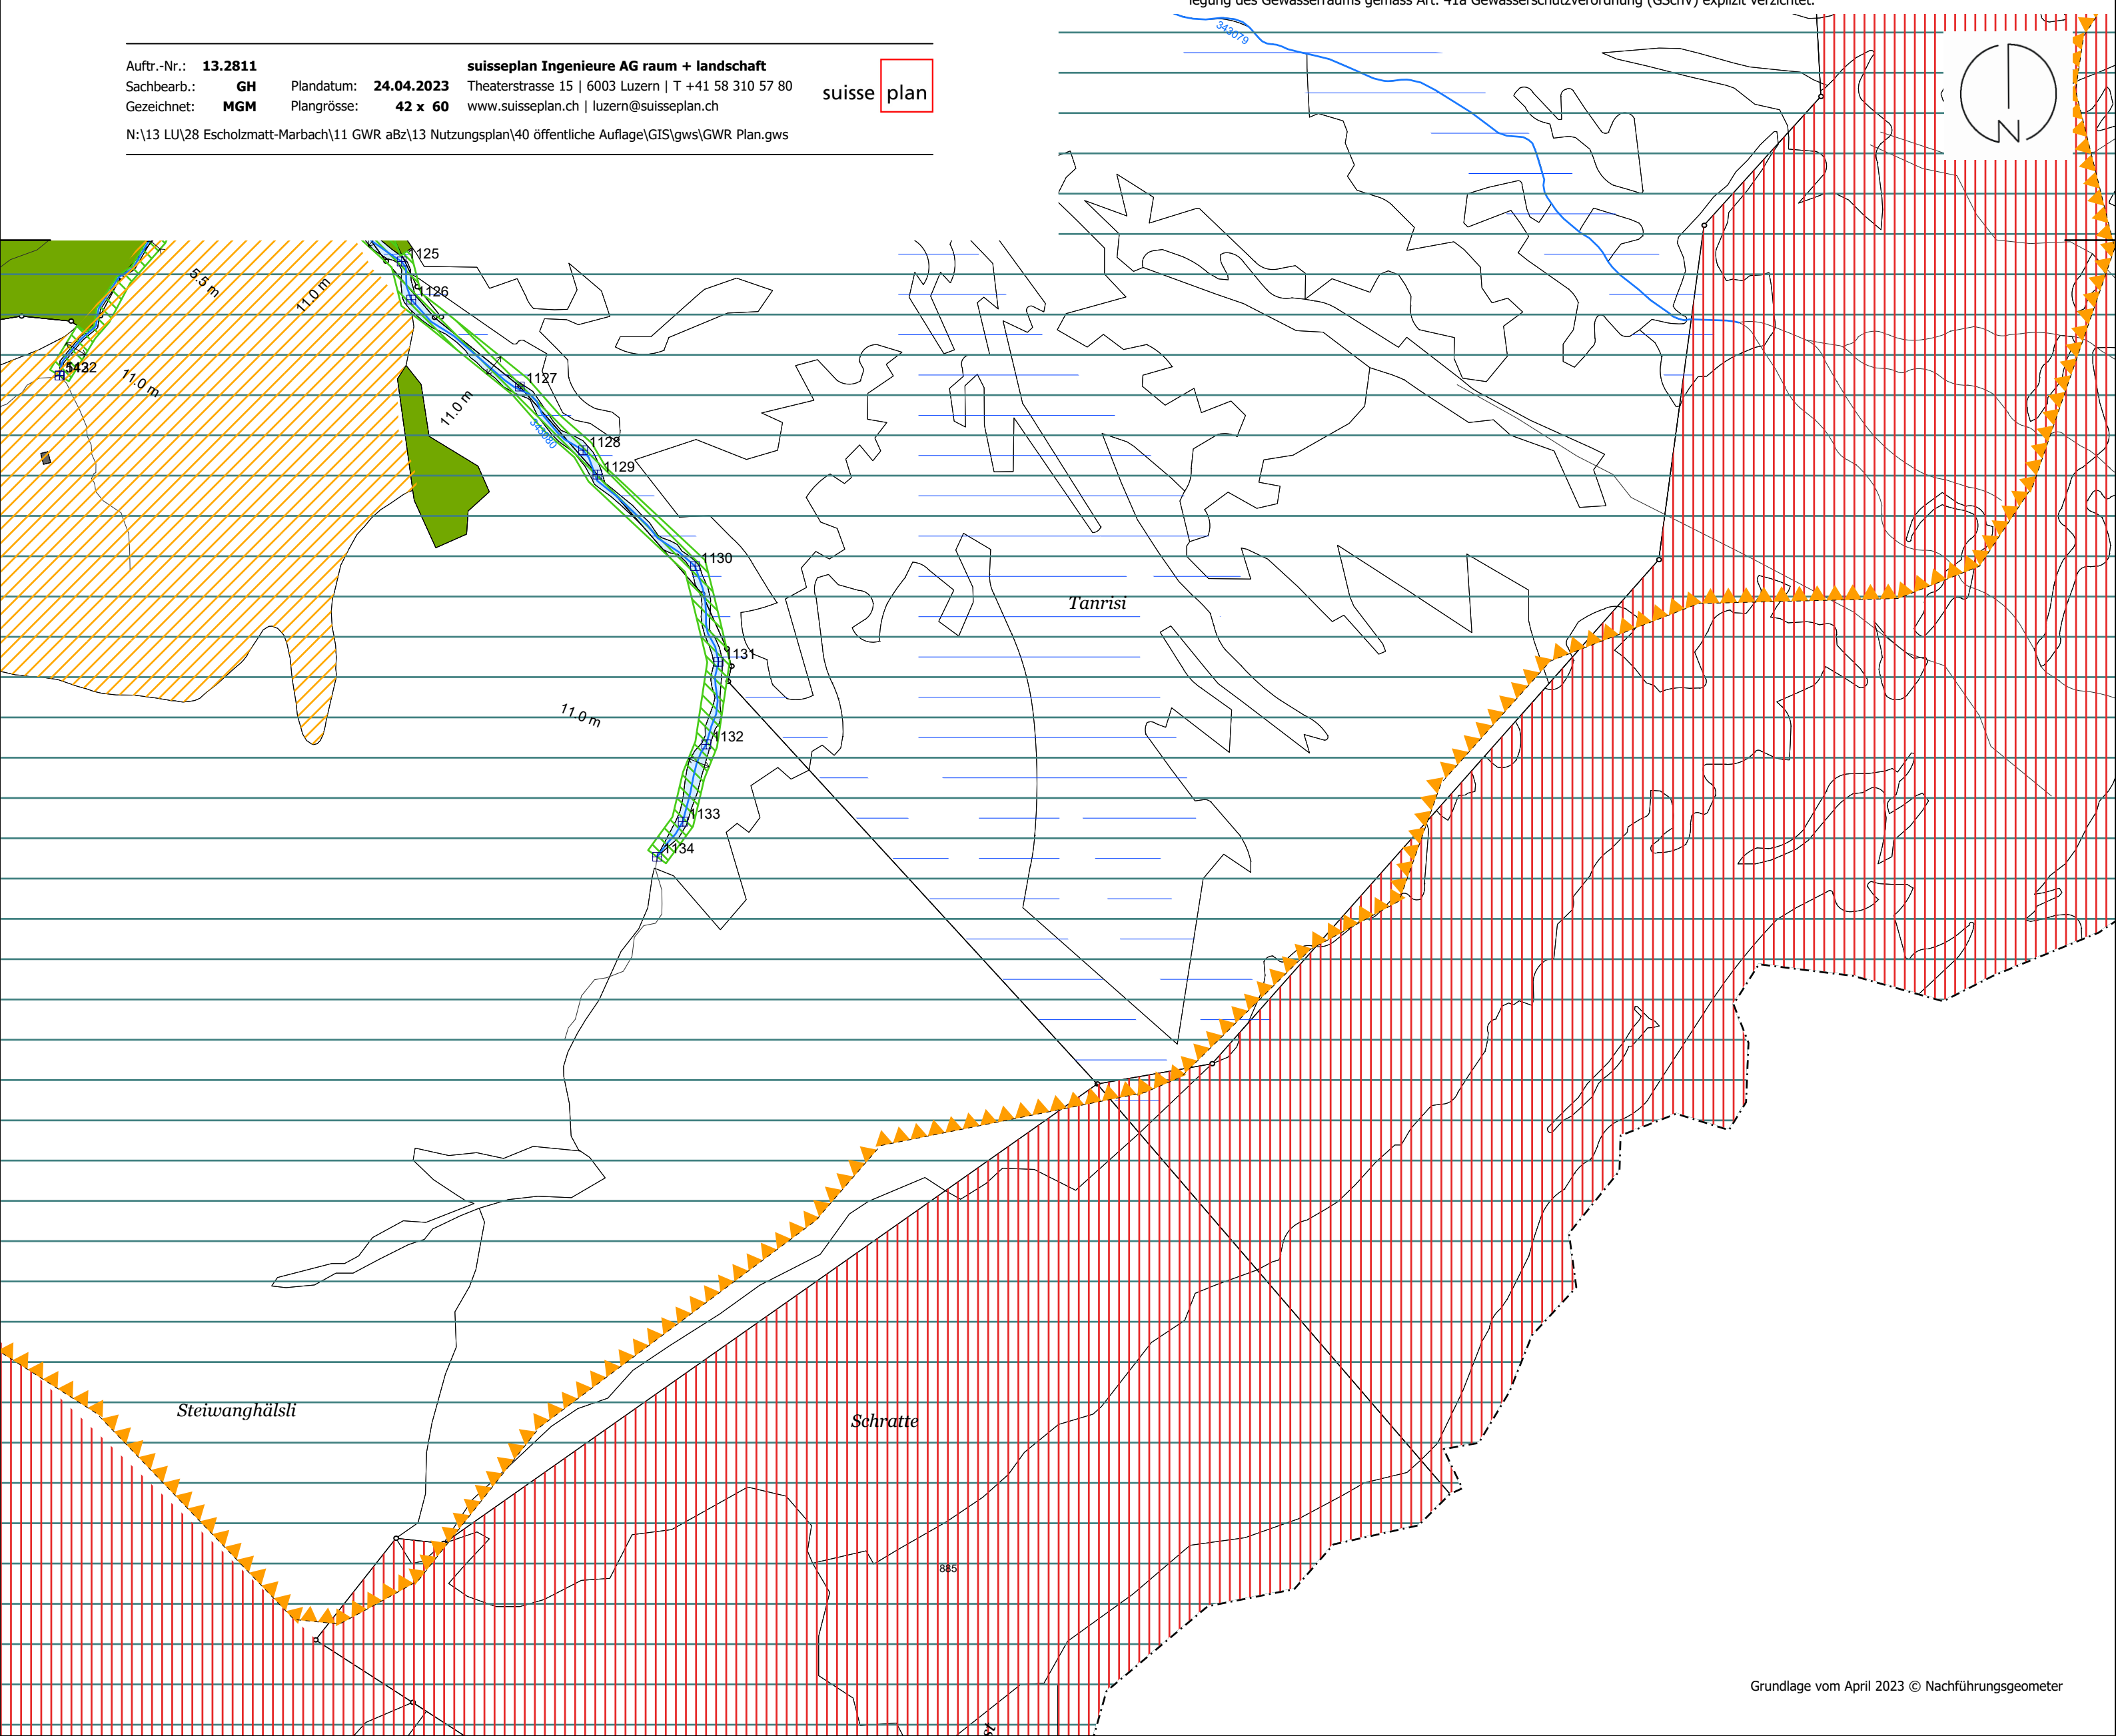 legung des Gewässerraums gemäss Art. 41a Gewässerschutzverordnung (GSchV) explizit verzichtet.
Auftr.-Nr.: 13.2811 suisseplan Ingenieure AG raum + landschaft
Sachbearb.: GH Plandatum: 24.04.2023 Theaterstrasse 15 | 6003 Luzern | T +41 58 310 57 80
Gezeichnet: MGM Plangrösse: 42 x 60 www.suisseplan.ch | luzern@suisseplan.ch
suisse plan
N:\13 LU\28 Escholzmatt-Marbach\11 GWR aBz\13 Nutzungsplan\40 öffentliche Auflage\GIS\gws\GWR Plan.gws
343079
N
1125
5.5 m
11.0 m
1126
11.0 m
1127
11.0 m
343080
1128
1129
1130
Tanrisi
1131
11.0 m
1132
1133
1134
Steiwanghälsli
Schratte
885
Grundlage vom April 2023 © Nachführungsgeometer